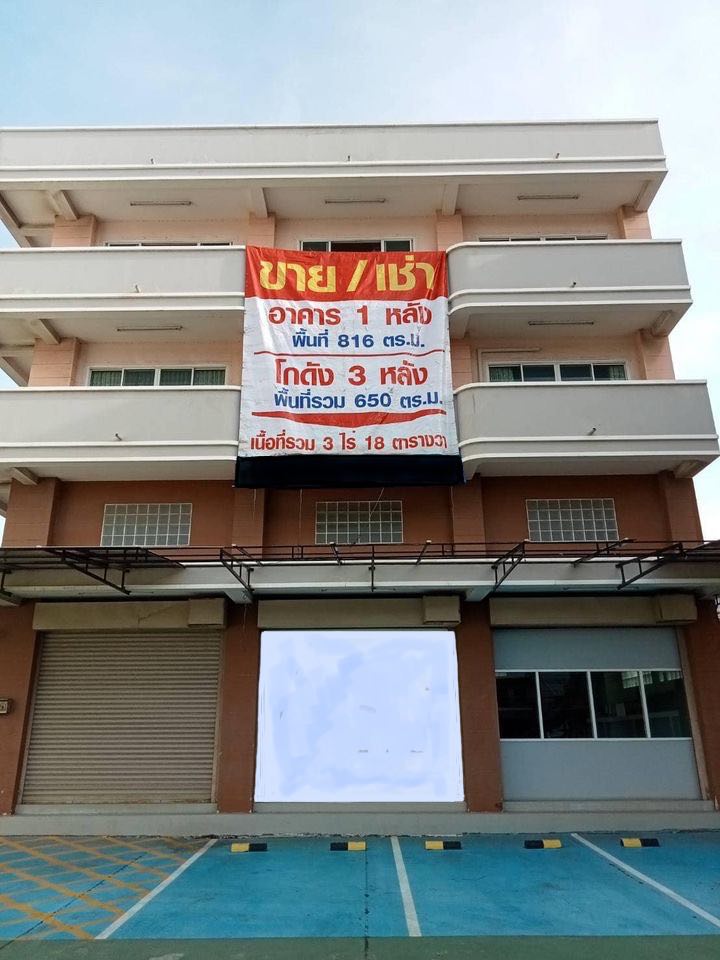 ขาย / เช่า
อาคาร 1 หลัง
พื้นที่ 816 ตร.ม.
โกดัง 3 หลัง
พื้นที่รวม 650 ตร.ม.
เนื้อที่รวม 3 ไร่ 18 ตารางวา